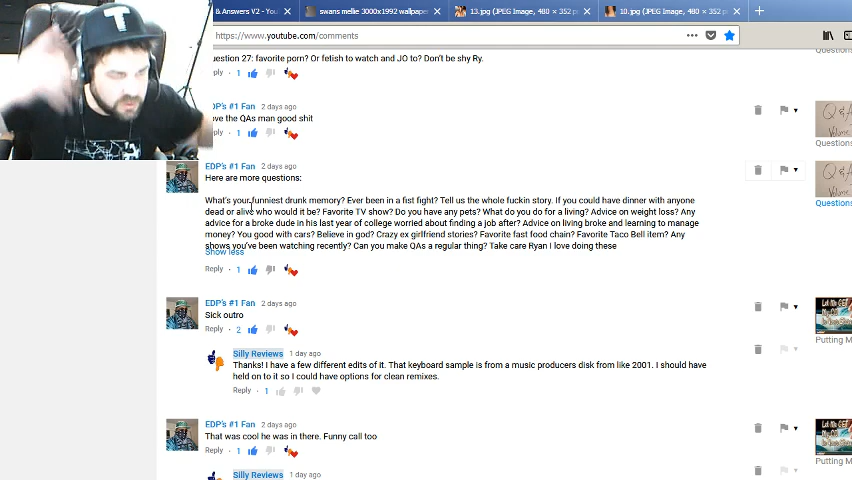 & Answers V2 - YouTu
swans mellie 3000x1992 wallpaper
13.jpg (JPEG Image, 480 × 352 p
10.jpg (JPEG Image, 480 × 352 pi
https://www.youtube.com/comments
uestion 27: favorite porn? Or fetish to watch and JO to? Don't be shy Ry.
ply · 1
Questions
DP's #1 Fan 2 days ago
ove the QAs man good shit
ply · 1
Q & A
Questions
EDP's #1 Fan 2 days ago
Here are more questions:
What's your funniest drunk memory? Ever been in a fist fight? Tell us the whole fuckin story. If you could have dinner with anyone
dead or alive who would it be? Favorite TV show? Do you have any pets? What do you do for a living? Advice on weight loss? Any
advice for a broke dude in his last year of college worried about finding a job after? Advice on living broke and learning to manage
money? You good with cars? Believe in god? Crazy ex girlfriend stories? Favorite fast food chain? Favorite Taco Bell item? Any
shows you've been watching recently? Can you make QAs a regular thing? Take care Ryan I love doing these
Show less
Reply · 1
Q & A
Questions
EDP's #1 Fan 2 days ago
Sick outro
Reply · 2
Putting M
Silly Reviews 1 day ago
Thanks! I have a few different edits of it. That keyboard sample is from a music producers disk from like 2001. I should have
held on to it so I could have options for clean remixes.
Reply · 1
EDP's #1 Fan 2 days ago
That was cool he was in there. Funny call too
Reply · 1
Putting M
Silly Reviews 1 day ago